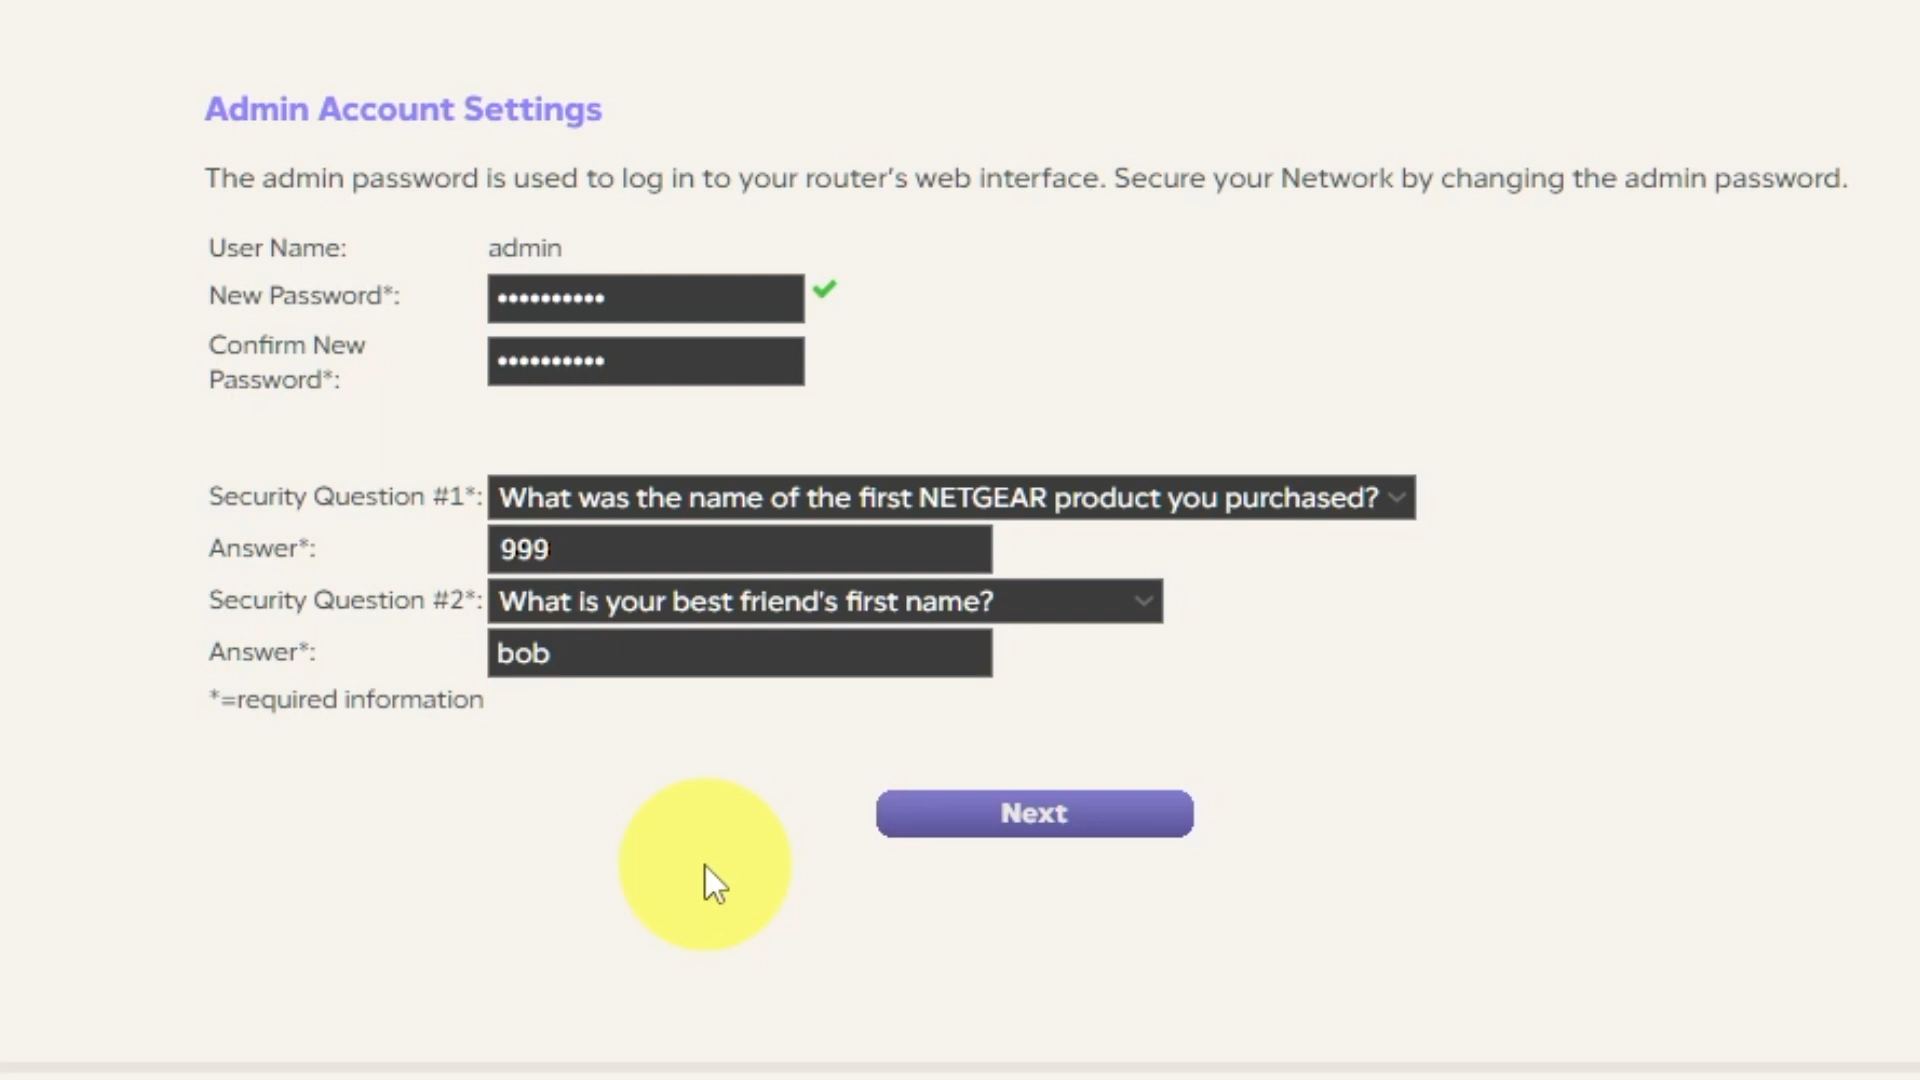 Admin Account Settings
The admin password is used to log in to your router's web interface. Secure your Network by changing the admin password.
User Name: admin
New Password*: ••••••••••
Confirm New
Password*: ••••••••••
Security Question #1*: What was the name of the first NETGEAR product you purchased?
Answer*: 999
Security Question #2*: What is your best friend's first name?
Answer*: bob
*=required information
Next